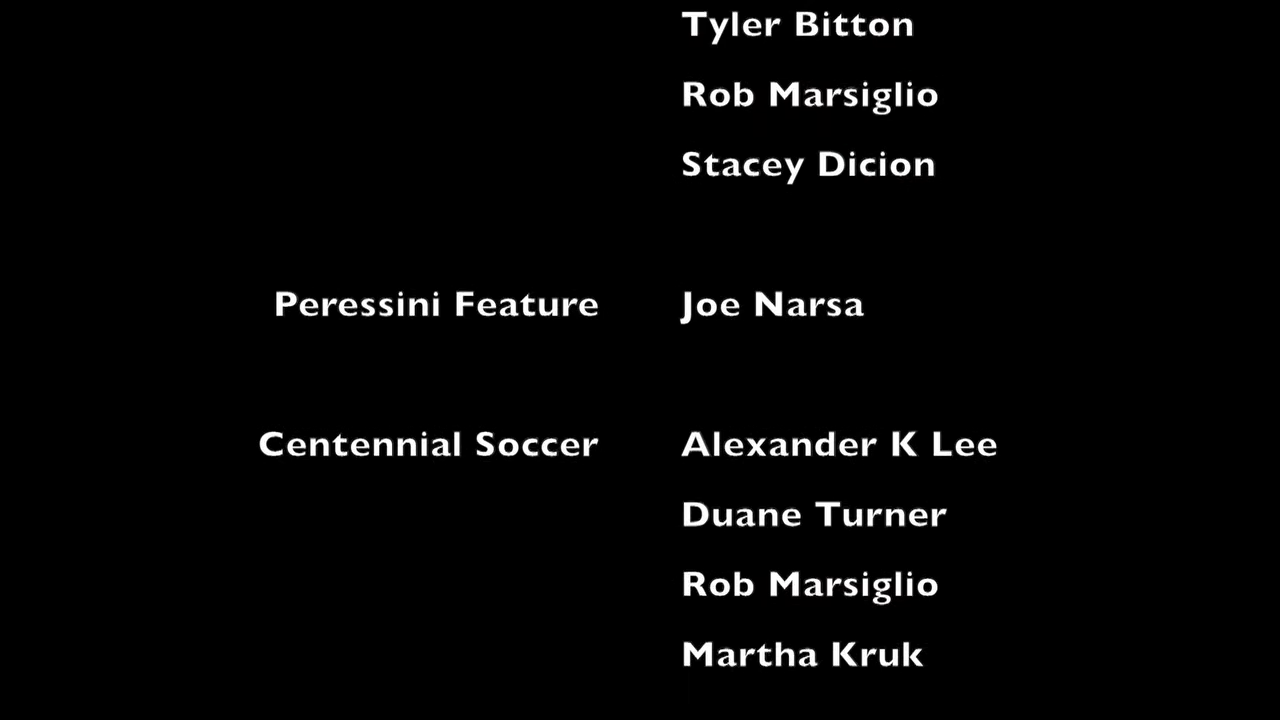 Tyler Bitton
Rob Marsiglio
Stacey Dicion
Peressini Feature Joe Narsa
Centennial Soccer Alexander K Lee
Duane Turner
Rob Marsiglio
Martha Kruk